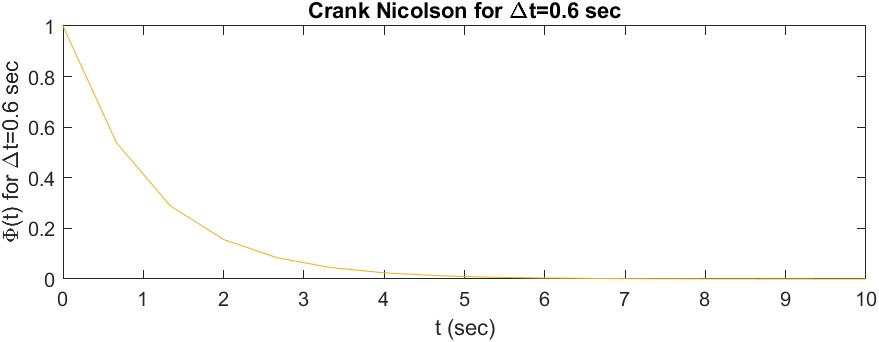 Crank Nicolson for Δt=0.6 sec
Φ(t) for Δt=0.6 sec
1
0.8
0.6
0.4
0.2
0
0 1 2 3 4 5 6 7 8 9 10
t (sec)